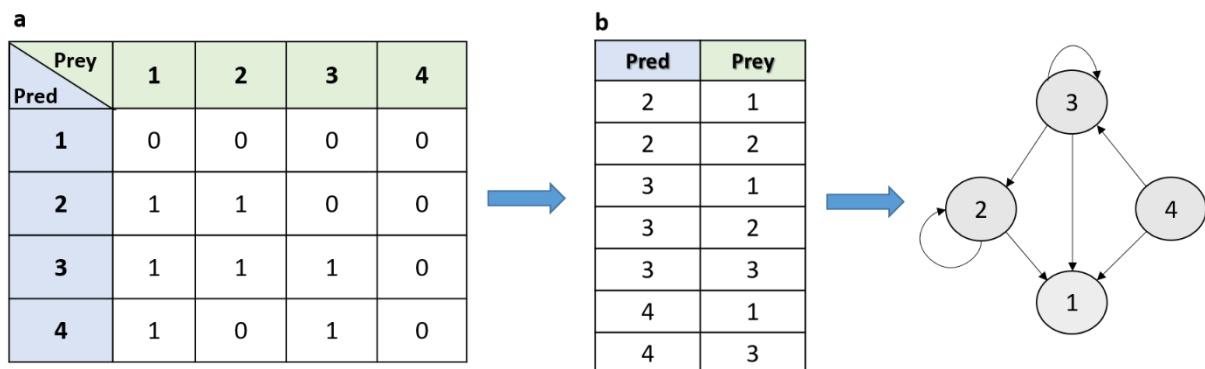 a
Prey
Pred
1 2 3 4
1 0 0 0 0
2 1 1 0 0
3 1 1 1 0
4 1 0 1 0
b
Pred Prey
2 1
2 2
3 1
3 2
3 3
4 1
4 3
3
2
4
1